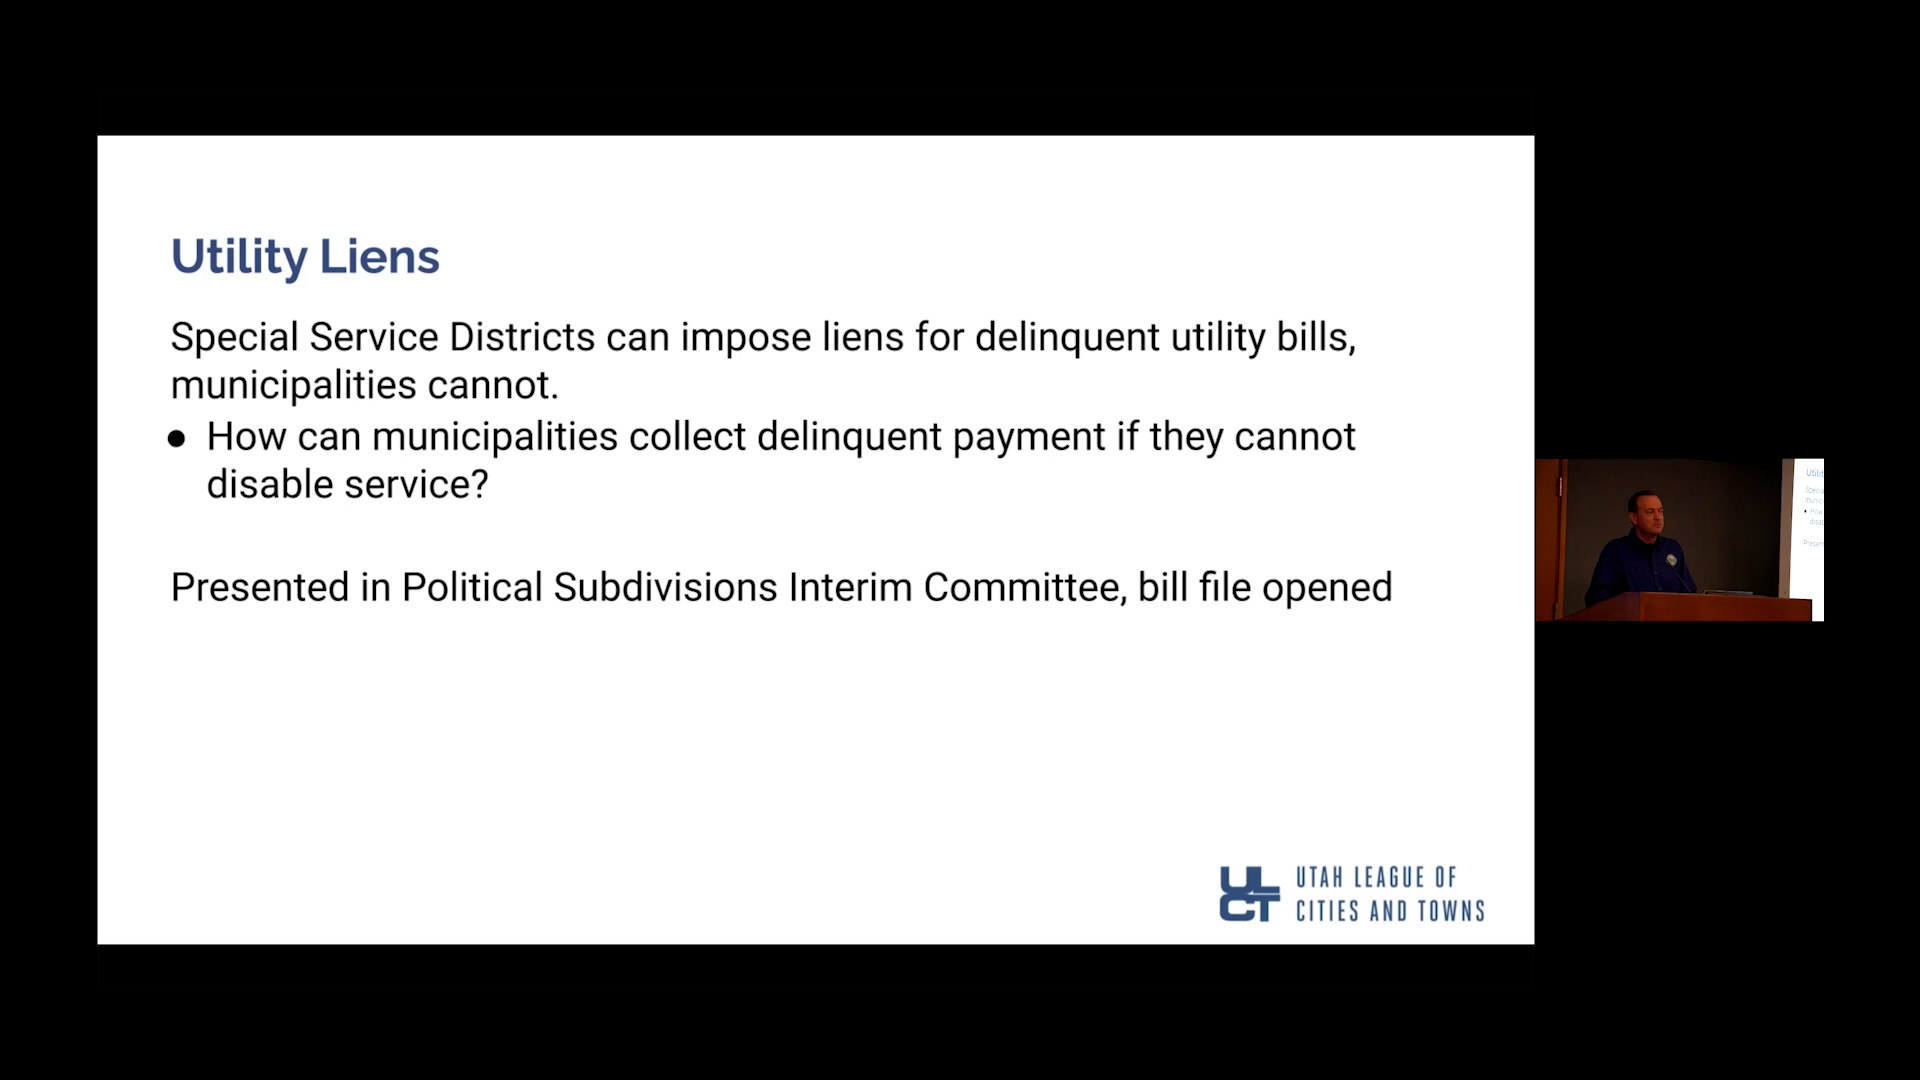 Utility Liens
Special Service Districts can impose liens for delinquent utility bills,
municipalities cannot.
● How can municipalities collect delinquent payment if they cannot
disable service?
Presented in Political Subdivisions Interim Committee, bill file opened
UL
CT
UTAH LEAGUE OF
CITIES AND TOWNS